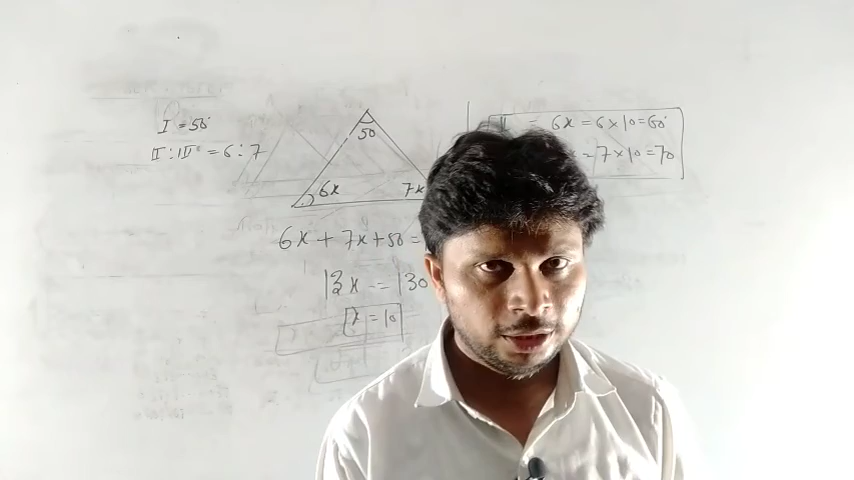 I = 50°
II : III = 6 : 7
50
6x
7x
6x + 7x + 50 =
13x = 130
x = 10
II = 6x = 6 × 10 = 60°
= 7 × 10 = 70